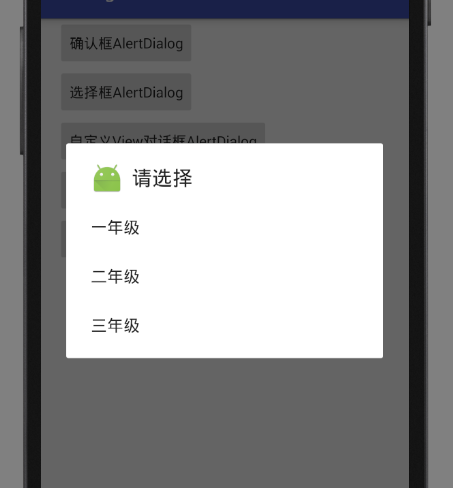 确认框AlertDialog
选择框AlertDialog
自定义View对话框AlertDialog
请选择
一年级
二年级
三年级